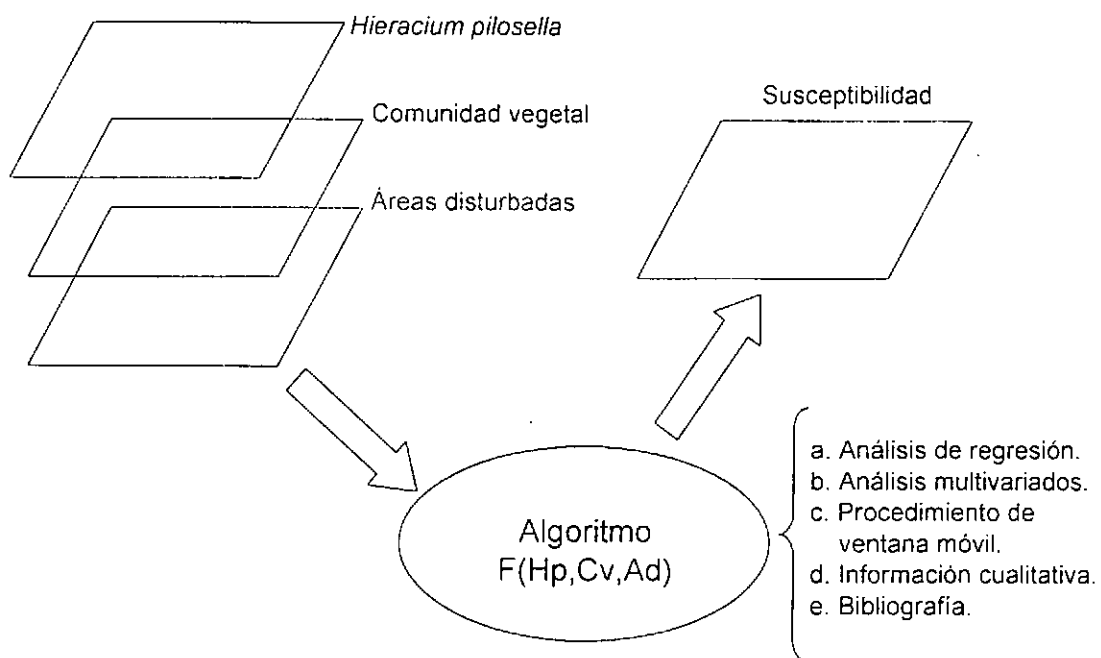 Hieracium pilosella
Comunidad vegetal
Áreas disturbadas
Susceptibilidad
Algoritmo
F(Hp,Cv,Ad)
a. Análisis de regresión.
b. Análisis multivariados.
c. Procedimiento de
ventana móvil.
d. Información cualitativa.
e. Bibliografía.